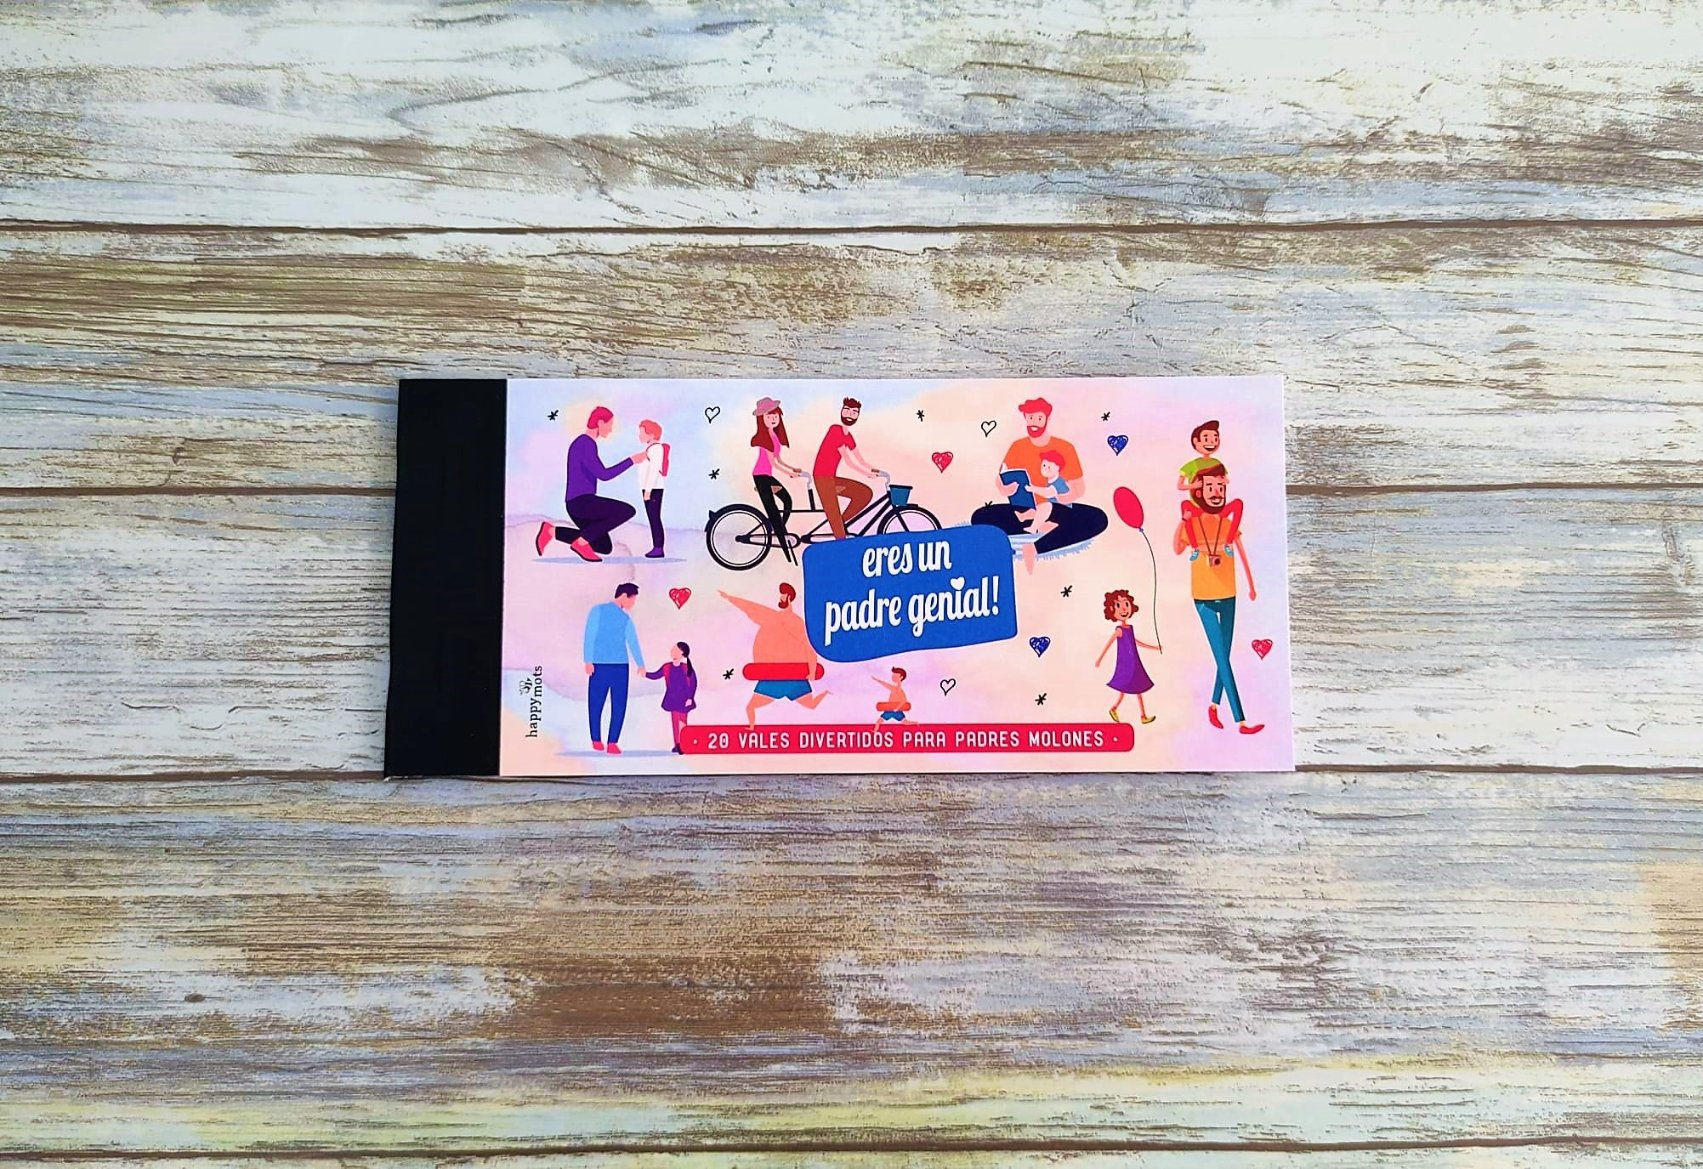 eres un
padre genial!
happy mots
· 20 VALES DIVERTIDOS PARA PADRES MOLONES ·